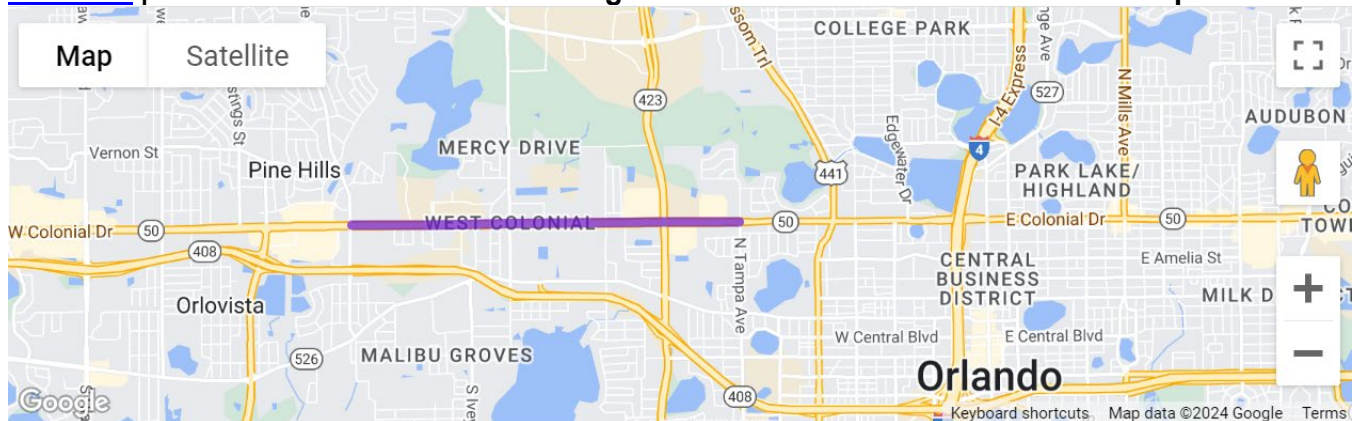 Map Satellite
COLLEGE PARK
I-4 Express
527
N Mills Ave
423
AUDUBON
Vernon St
MERCY DRIVE
Edgewater Dr
Pine Hills
441
4
PARK LAKE/
HIGHLAND
W Colonial Dr
50
WEST COLONIAL
50
E Colonial Dr
50
408
N Tampa Ave
CENTRAL
BUSINESS
DISTRICT
E Amelia St
Orlovista
MILK D
W Central Blvd
E Central Blvd
526
MALIBU GROVES
Orlando
408
Google
Keyboard shortcuts Map data ©2024 Google Terms